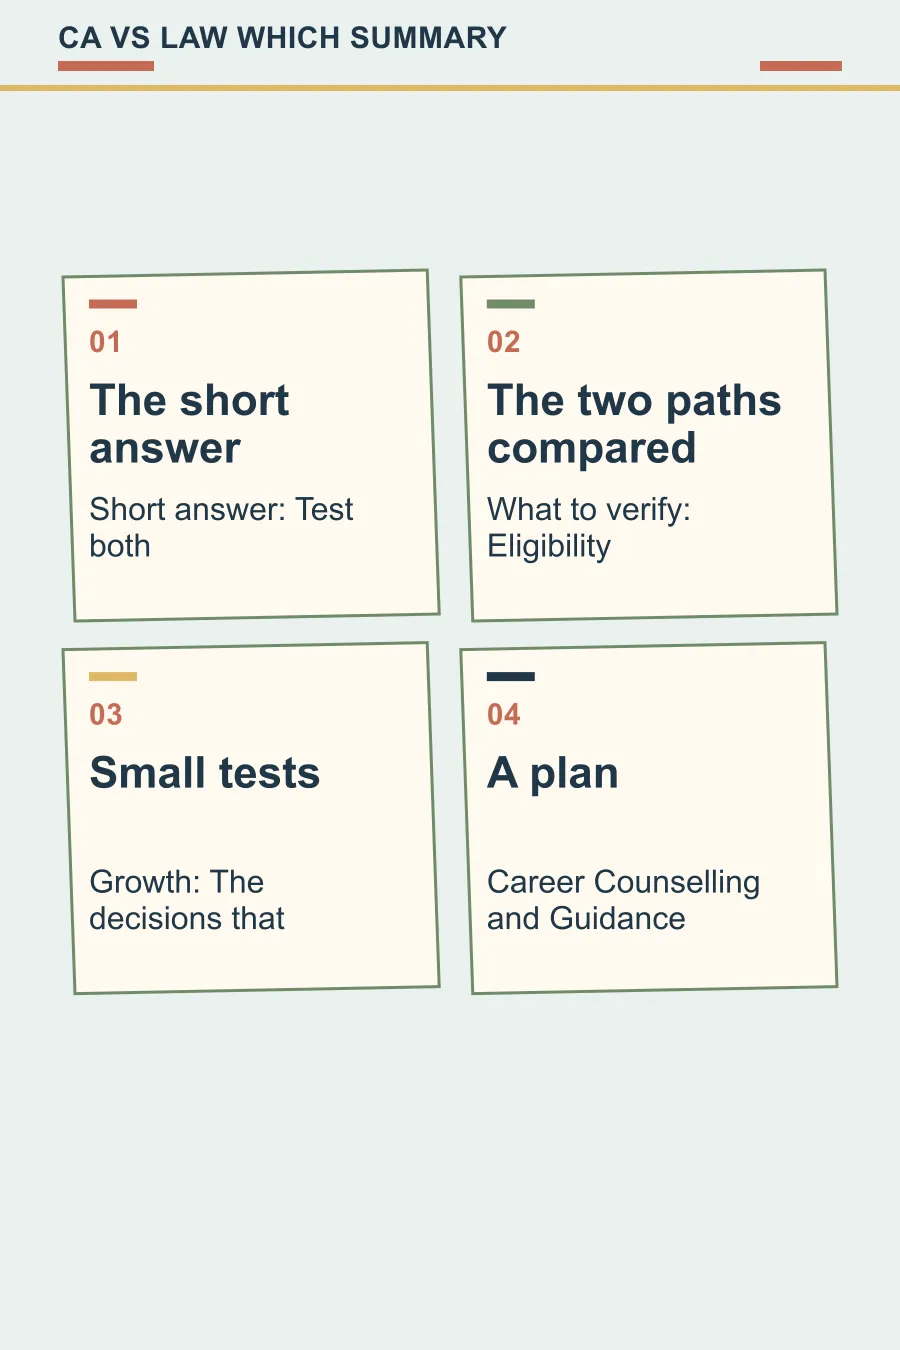 CA VS LAW WHICH SUMMARY
01
The short
answer
Short answer: Test
both
02
The two paths
compared
What to verify:
Eligibility
03
Small tests
Growth: The
decisions that
04
A plan
Career Counselling
and Guidance